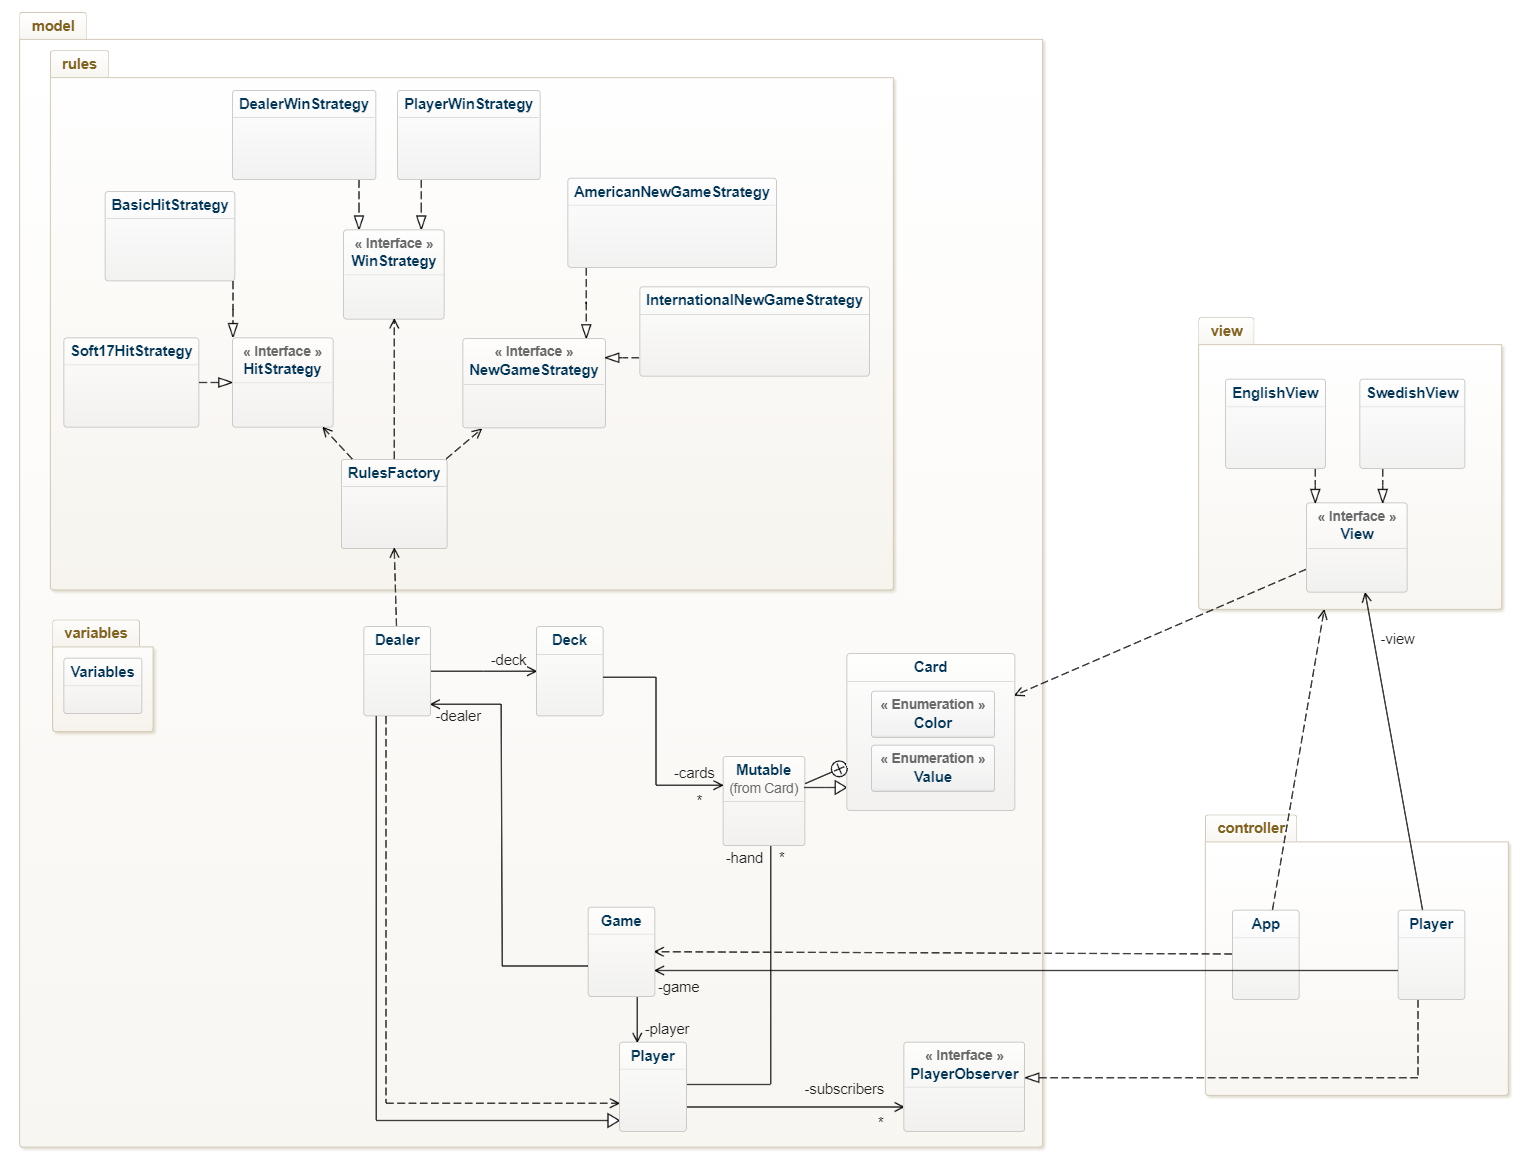 model
rules
DealerWinStrategy
PlayerWinStrategy
AmericanNewGameStrategy
BasicHitStrategy
« Interface »
WinStrategy
InternationalNewGameStrategy
Soft17HitStrategy
« Interface »
HitStrategy
« Interface »
NewGameStrategy
RulesFactory
view
EnglishView
SwedishView
« Interface »
View
-view
variables
Variables
Dealer
-deck
Deck
-dealer
Card
« Enumeration »
Color
« Enumeration »
Value
-cards
*
Mutable
(from Card)
-hand
*
controller
Game
App
Player
-game
-player
Player
-subscribers
*
« Interface »
PlayerObserver